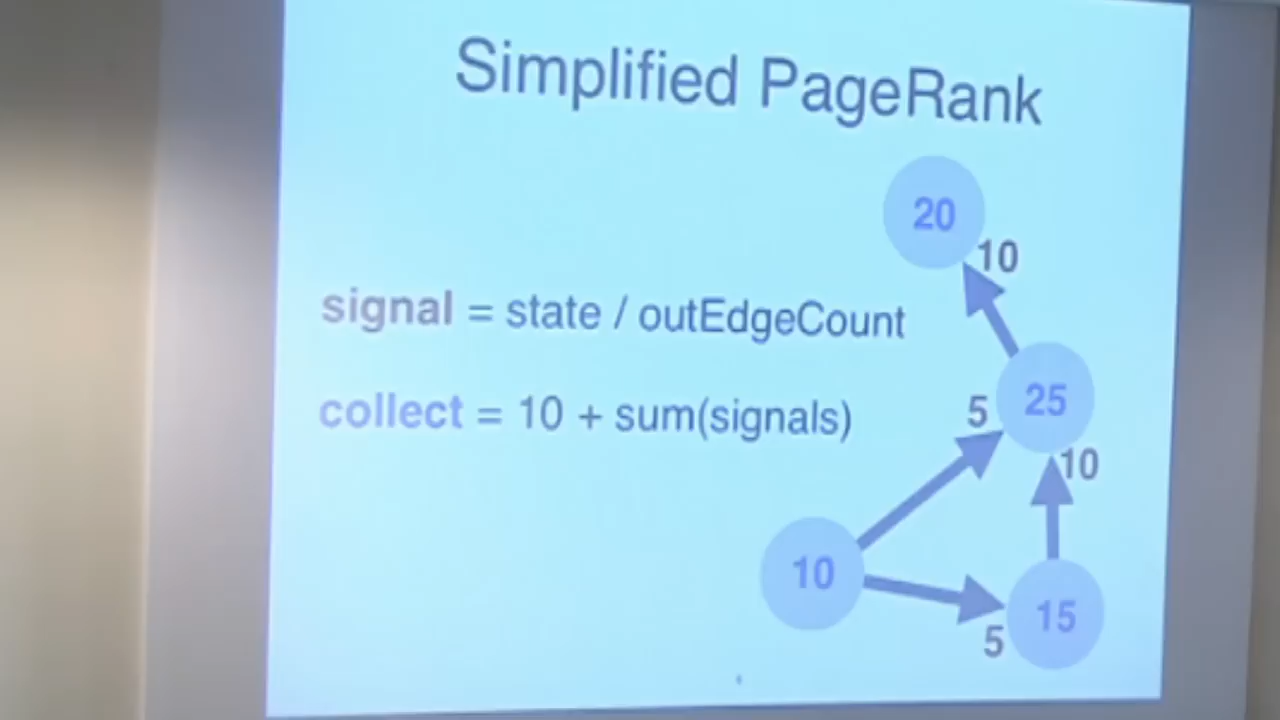 Simplified PageRank
20
10
signal = state / outEdgeCount
25
5
collect = 10 + sum(signals)
10
10
15
5